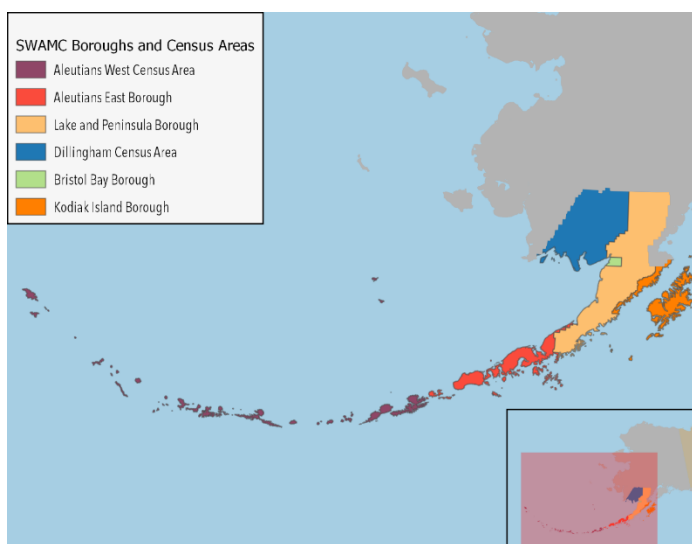 SWAMC Boroughs and Census Areas
Aleutians West Census Area
Aleutians East Borough
Lake and Peninsula Borough
Dillingham Census Area
Bristol Bay Borough
Kodiak Island Borough